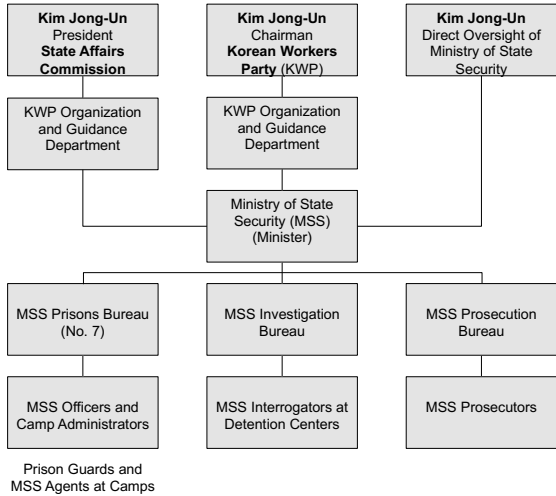 Kim Jong-Un
President
State Affairs
Commission
Kim Jong-Un
Chairman
Korean Workers
Party (KWP)
Kim Jong-Un
Direct Oversight of
Ministry of State
Security
KWP Organization
and Guidance
Department
KWP Organization
and Guidance
Department
Ministry of State
Security (MSS)
(Minister)
MSS Prisons Bureau
(No. 7)
MSS Investigation
Bureau
MSS Prosecution
Bureau
MSS Officers and
Camp Administrators
MSS Interrogators at
Detention Centers
MSS Prosecutors
Prison Guards and
MSS Agents at Camps